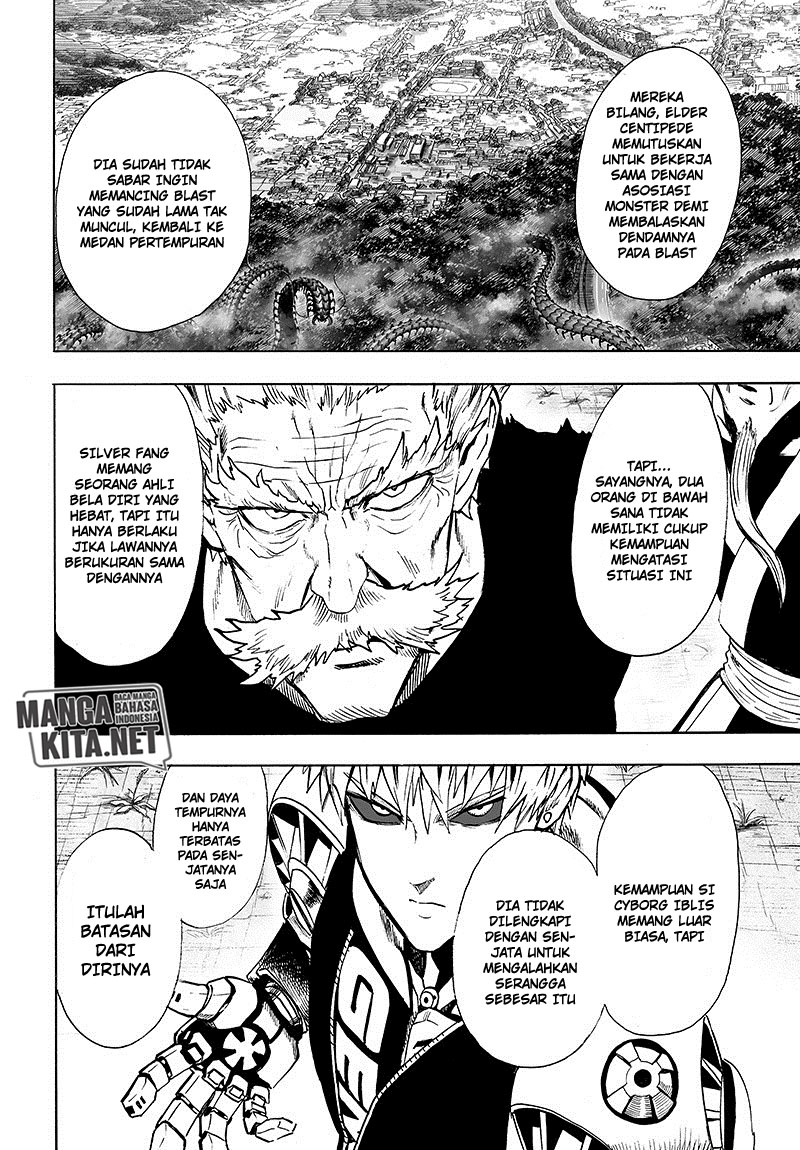 MEREKA
BILANG, ELDER
CENTIPEDE
MEMUTUSKAN
UNTUK BEKERJA
SAMA DENGAN
ASOSIASI
MONSTER DEMI
MEMBALASKAN
DENDAMNYA
PADA BLAST
DIA SUDAH TIDAK
SABAR INGIN
MEMANCING BLAST
YANG SUDAH LAMA TAK
MUNCUL, KEMBALI KE
MEDAN PERTEMPURAN
TAPI...
SAYANGNYA, DUA
ORANG DI BAWAH
SANA TIDAK
MEMILIKI CUKUP
KEMAMPUAN
MENGATASI
SITUASI INI
SILVER FANG
MEMANG
SEORANG AHLI
BELA DIRI YANG
HEBAT, TAPI ITU
HANYA BERLAKU
JIKA LAWANNYA
BERUKURAN SAMA
DENGANNYA
MANGA BACA MANGA
BAHASA
INDONESIA
KITA.NET
KEMAMPUAN SI
CYBORG IBLIS
MEMANG LUAR
BIASA, TAPI
DIA TIDAK
DILENGKAPI
DENGAN SEN-
JATA UNTUK
MENGALAHKAN
SERANGGA
SEBESAR ITU
DAN DAYA
TEMPURNYA
HANYA
TERBATAS
PADA SEN-
JATANYA
SAJA
ITULAH
BATASAN
DARI
DIRINYA
GEN